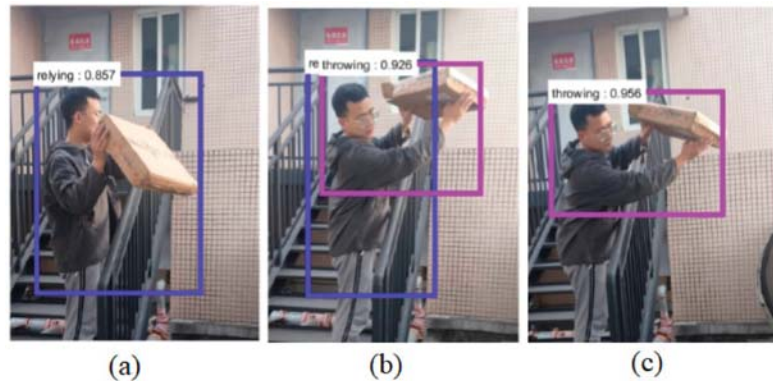 relying : 0.857
re throwing : 0.926
throwing : 0.956
(a)
(b)
(c)